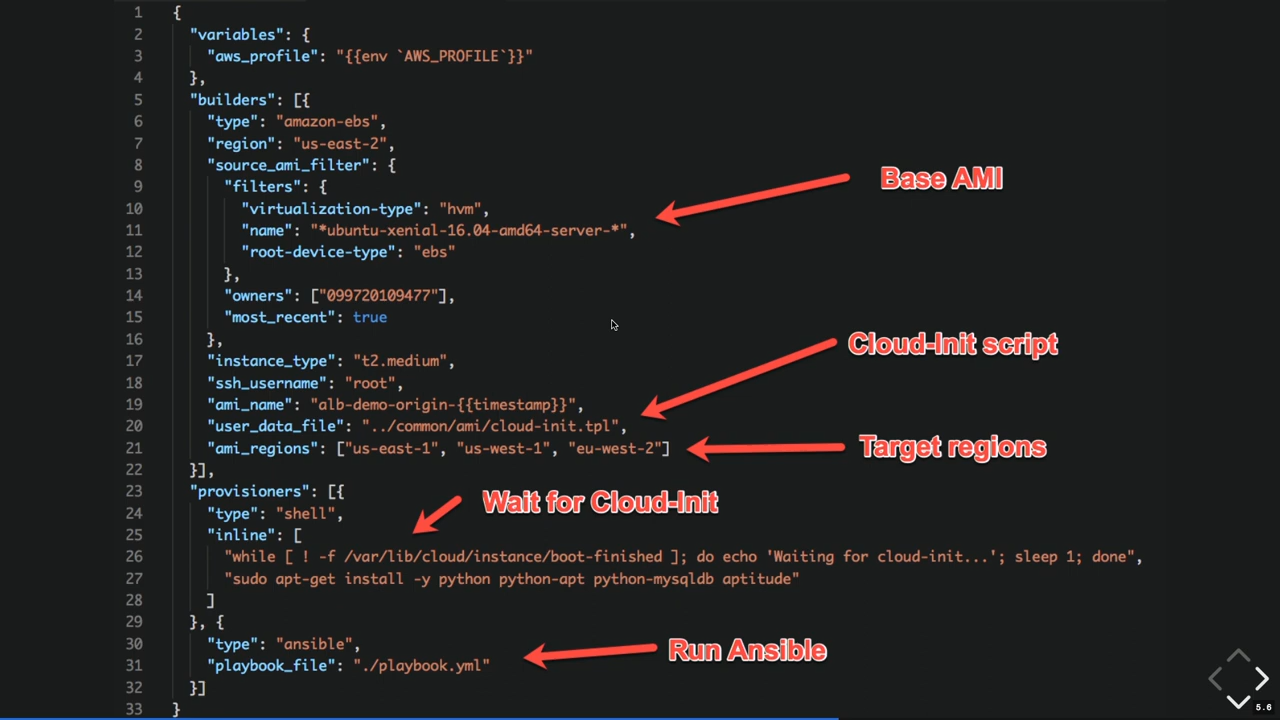 1 {
2 "variables": {
3 "aws_profile": "{{env `AWS_PROFILE`}}"
4 },
5 "builders": [{
6 "type": "amazon-ebs",
7 "region": "us-east-2",
8 "source_ami_filter": {
9 "filters": {
10 "virtualization-type": "hvm",
11 "name": "*ubuntu-xenial-16.04-amd64-server-*",
12 "root-device-type": "ebs"
13 },
14 "owners": ["099720109477"],
15 "most_recent": true
16 },
17 "instance_type": "t2.medium",
18 "ssh_username": "root",
19 "ami_name": "alb-demo-origin-{{timestamp}}",
20 "user_data_file": "../common/ami/cloud-init.tpl",
21 "ami_regions": ["us-east-1", "us-west-1", "eu-west-2"]
22 }],
23 "provisioners": [{
24 "type": "shell",
25 "inline": [
26 "while [ ! -f /var/lib/cloud/instance/boot-finished ]; do echo 'Waiting for cloud-init...'; sleep 1; done",
27 "sudo apt-get install -y python python-apt python-mysqldb aptitude"
28 ]
29 }, {
30 "type": "ansible",
31 "playbook_file": "./playbook.yml"
32 }]
33 }
Base AMI
Cloud-Init script
Target regions
Wait for Cloud-Init
Run Ansible
5.6